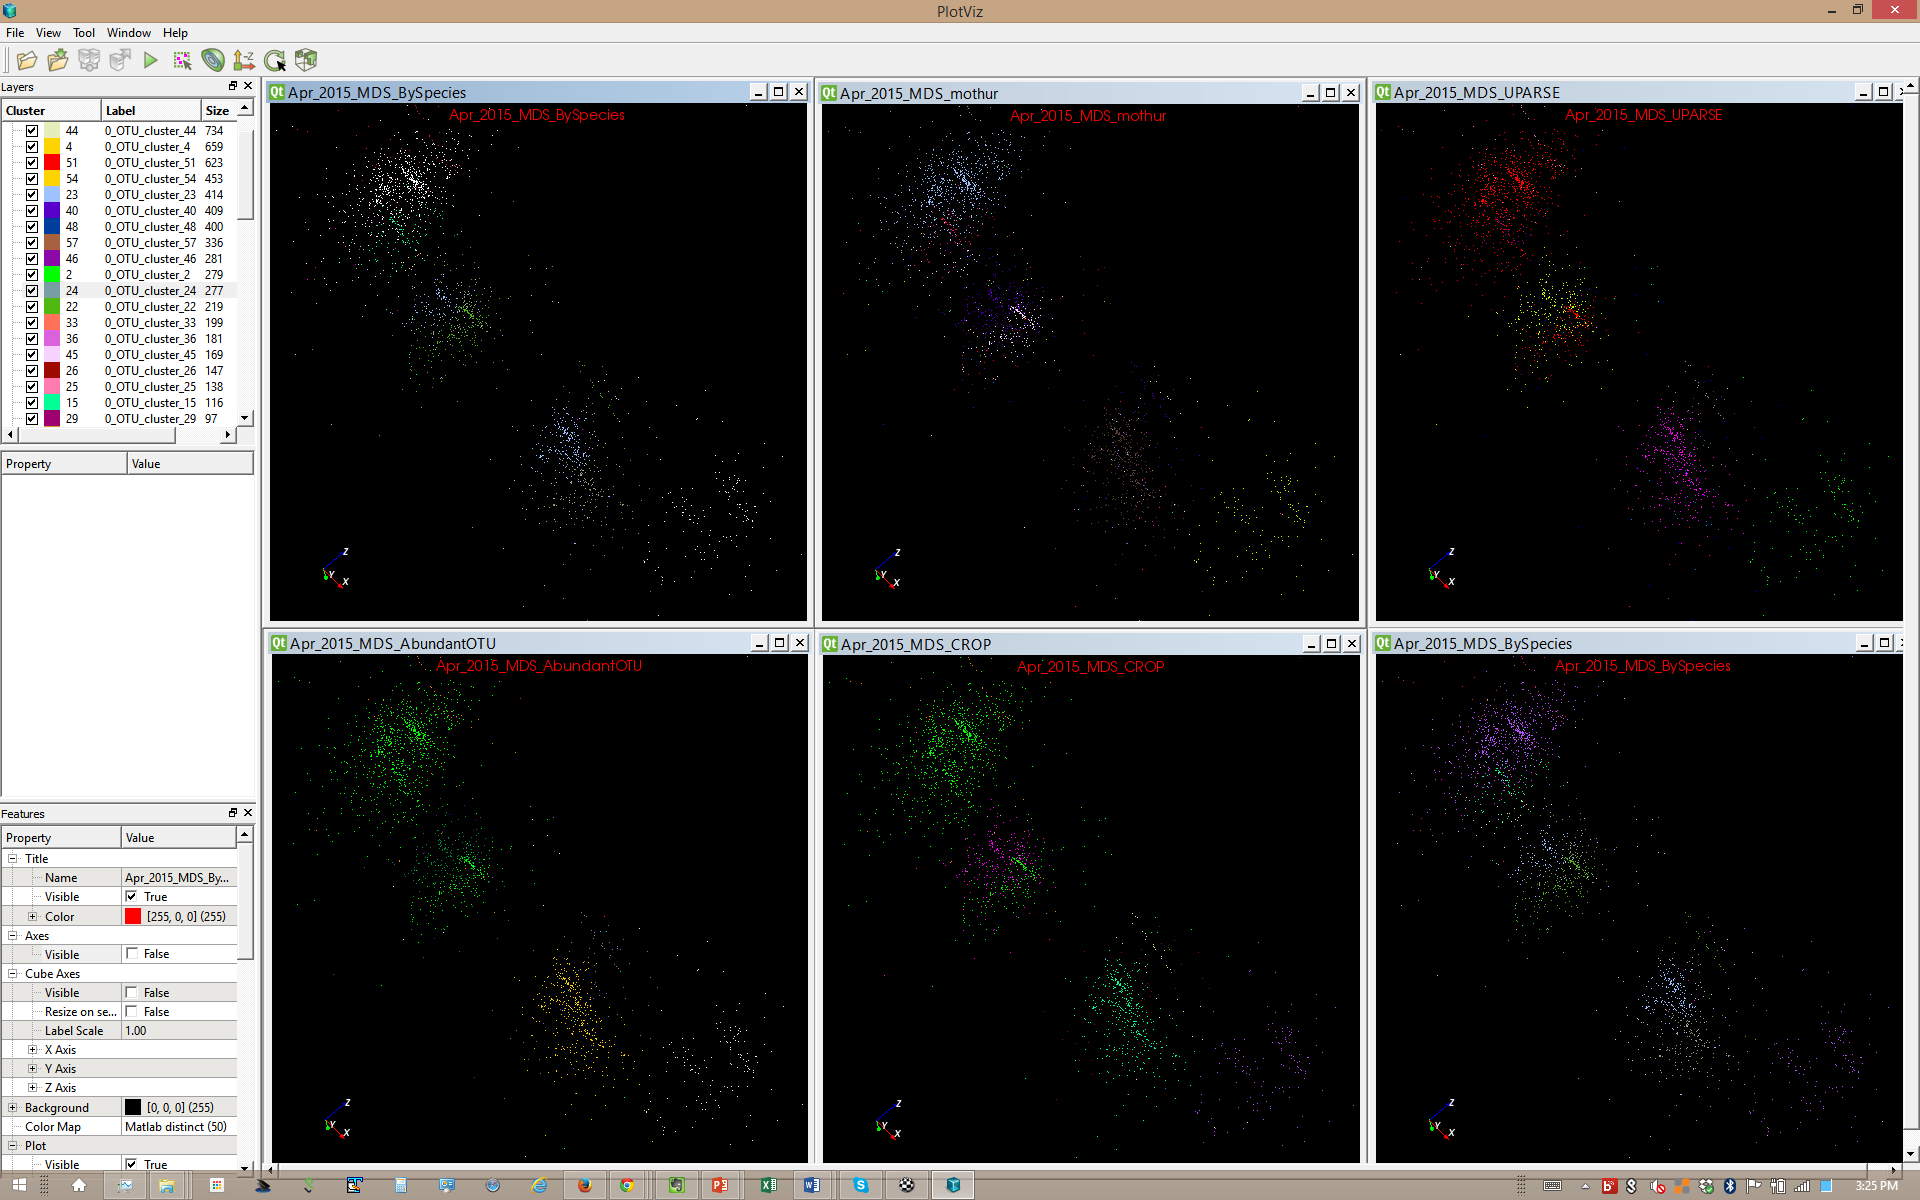 PlotViz
File View Tool Window Help
Layers
Cluster Label Size
44 0_OTU_cluster_44 734
4 0_OTU_cluster_4 659
51 0_OTU_cluster_51 623
54 0_OTU_cluster_54 453
23 0_OTU_cluster_23 414
40 0_OTU_cluster_40 409
48 0_OTU_cluster_48 400
57 0_OTU_cluster_57 336
46 0_OTU_cluster_46 281
2 0_OTU_cluster_2 279
24 0_OTU_cluster_24 277
22 0_OTU_cluster_22 219
33 0_OTU_cluster_33 199
36 0_OTU_cluster_36 181
45 0_OTU_cluster_45 169
26 0_OTU_cluster_26 147
25 0_OTU_cluster_25 138
15 0_OTU_cluster_15 116
29 0_OTU_cluster_29 97
Property Value
Features
Property Value
Title
Name Apr_2015_MDS_By...
Visible True
Color [255, 0, 0] (255)
Axes
Visible False
Cube Axes
Visible False
Resize on se... False
Label Scale 1.00
X Axis
Y Axis
Z Axis
Background [0, 0, 0] (255)
Color Map Matlab distinct (50)
Plot
Visible True
Qt Apr_2015_MDS_BySpecies
Apr_2015_MDS_BySpecies
Z
Y
X
Qt Apr_2015_MDS_mothur
Apr_2015_MDS_mothur
Z
Y
X
Qt Apr_2015_MDS_UPARSE
Apr_2015_MDS_UPARSE
Z
Y
X
Qt Apr_2015_MDS_AbundantOTU
Apr_2015_MDS_AbundantOTU
Z
Y
X
Qt Apr_2015_MDS_CROP
Apr_2015_MDS_CROP
Z
Y
X
Qt Apr_2015_MDS_BySpecies
Apr_2015_MDS_BySpecies
Z
Y
X
3:25 PM